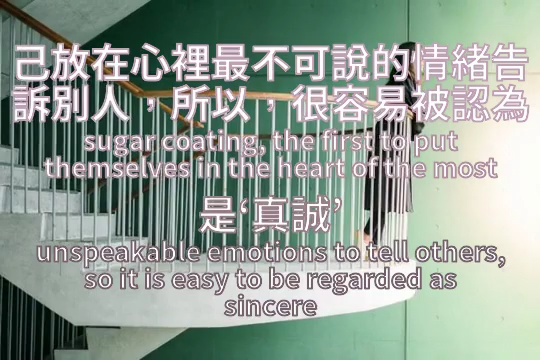 己放在心裡最不可說的情緒告
訴別人，所以，很容易被認為
sugar coating, the first to put
themselves in the heart of the most
是‘真誠’
unspeakable emotions to tell others,
so it is easy to be regarded as
sincere